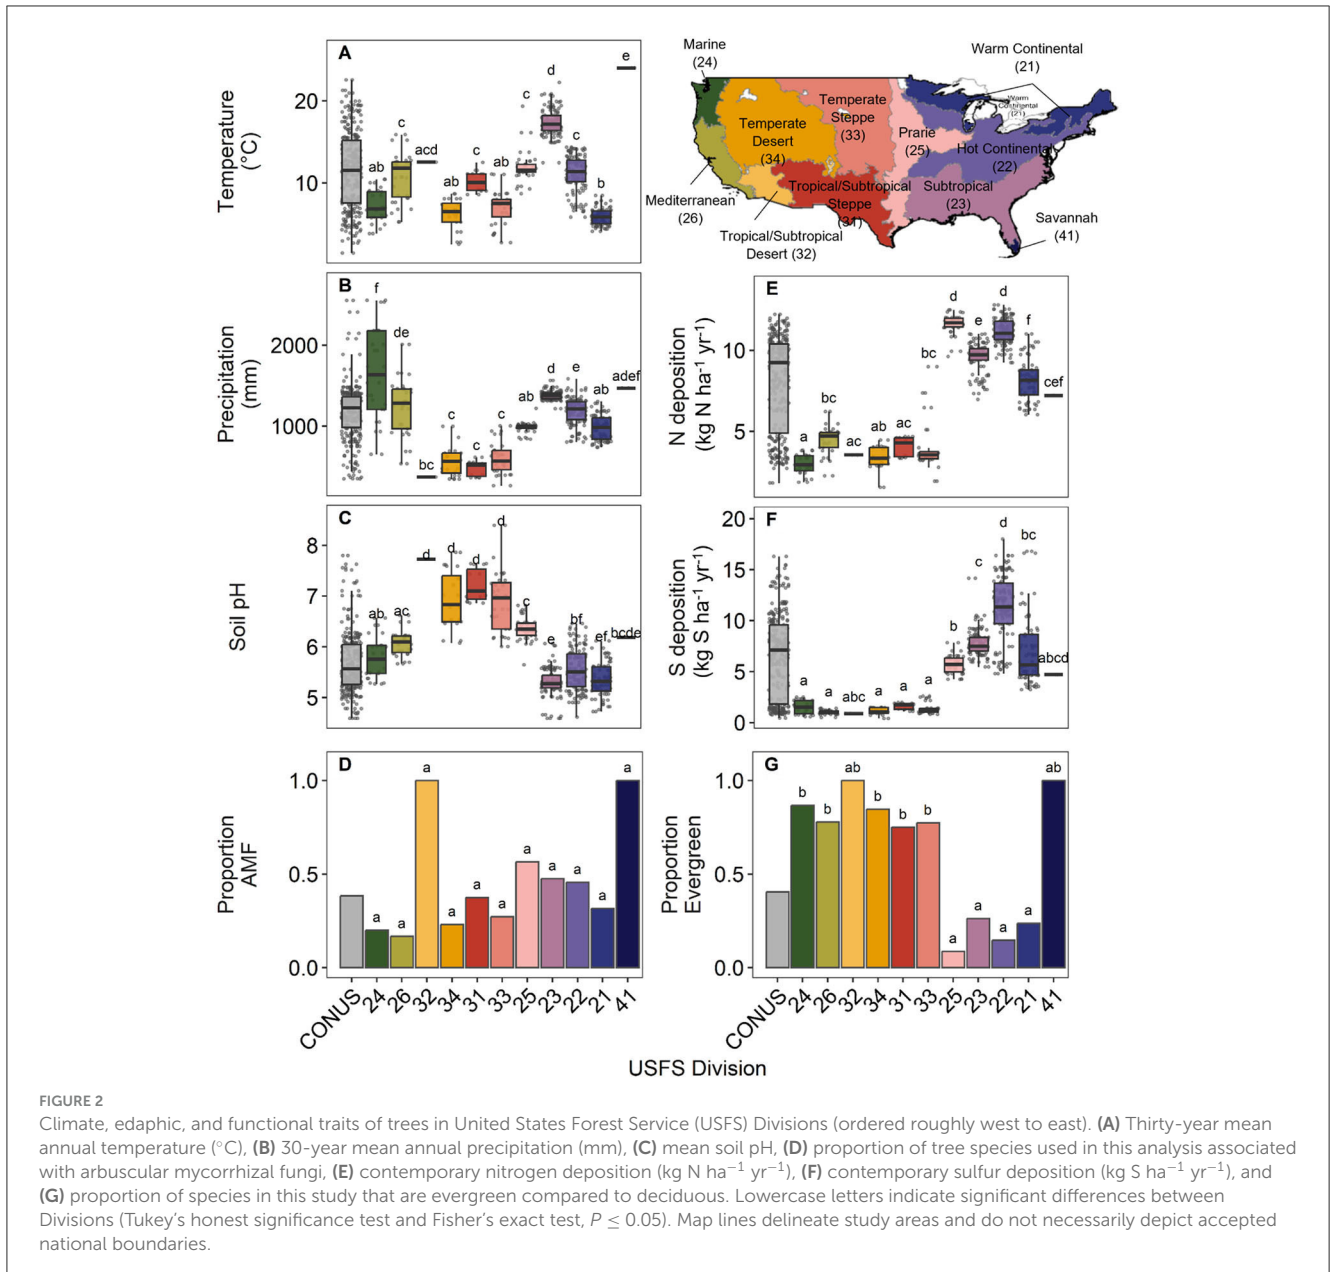 A
Temperature
(°C)
20
10
ab
c
acd
ab
c
ab
c
d
c
b
e
Marine
(24)
Warm Continental
(21)
Warm
Continental
(21)
Temperate
Steppe
(33)
Temperate
Desert
(34)
Prarie
(25)
Hot Continental
(22)
Mediterranean
(26)
Tropical/Subtropical
Steppe
(31)
Subtropical
(23)
Savannah
(41)
Tropical/Subtropical
Desert (32)
B
Precipitation
(mm)
2000
1000
f
de
bc
c
c
c
ab
d
e
ab
adef
E
N deposition
(kg N ha⁻¹ yr⁻¹)
10
5
a
bc
ac
ab
ac
bc
d
e
d
f
cef
C
Soil pH
8
7
6
5
ab
ac
d
d
d
d
c
e
bf
ef
bcde
F
S deposition
(kg S ha⁻¹ yr⁻¹)
20
15
10
5
0
a
a
abc
a
a
a
b
c
d
bc
abcd
D
Proportion
AMF
1.0
0.5
0.0
a
a
a
a
a
a
a
a
a
a
a
CONUS
24
26
32
34
31
33
25
23
22
21
41
G
Proportion
Evergreen
1.0
0.5
0.0
b
b
ab
b
b
b
a
a
a
a
ab
CONUS
24
26
32
34
31
33
25
23
22
21
41
USFS Division
FIGURE 2
Climate, edaphic, and functional traits of trees in United States Forest Service (USFS) Divisions (ordered roughly west to east). (A) Thirty-year mean
annual temperature (°C), (B) 30-year mean annual precipitation (mm), (C) mean soil pH, (D) proportion of tree species used in this analysis associated
with arbuscular mycorrhizal fungi, (E) contemporary nitrogen deposition (kg N ha⁻¹ yr⁻¹), (F) contemporary sulfur deposition (kg S ha⁻¹ yr⁻¹), and
(G) proportion of species in this study that are evergreen compared to deciduous. Lowercase letters indicate significant differences between
Divisions (Tukey's honest significance test and Fisher's exact test, P ≤ 0.05). Map lines delineate study areas and do not necessarily depict accepted
national boundaries.